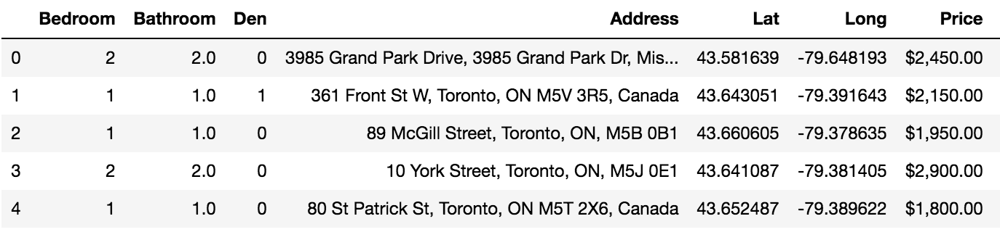 Bedroom Bathroom Den Address Lat Long Price
0 2 2.0 0 3985 Grand Park Drive, 3985 Grand Park Dr, Mis... 43.581639 -79.648193 $2,450.00
1 1 1.0 1 361 Front St W, Toronto, ON M5V 3R5, Canada 43.643051 -79.391643 $2,150.00
2 1 1.0 0 89 McGill Street, Toronto, ON, M5B 0B1 43.660605 -79.378635 $1,950.00
3 2 2.0 0 10 York Street, Toronto, ON, M5J 0E1 43.641087 -79.381405 $2,900.00
4 1 1.0 0 80 St Patrick St, Toronto, ON M5T 2X6, Canada 43.652487 -79.389622 $1,800.00